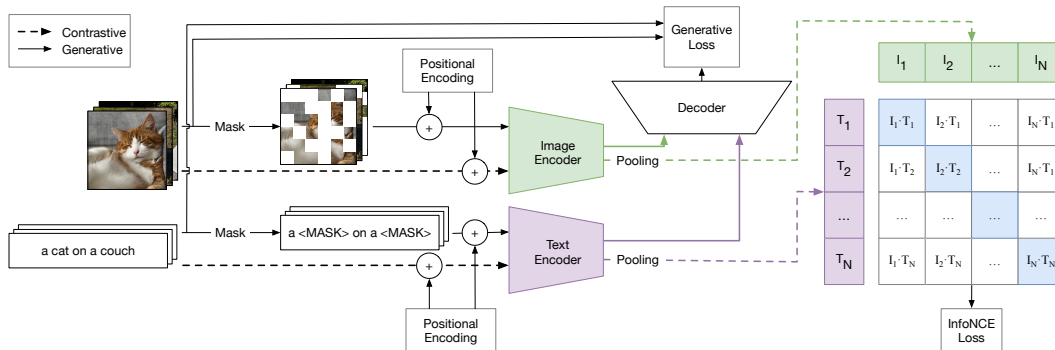 Contrastive
Generative
Positional
Encoding
Generative
Loss
Decoder
Mask
Image
Encoder
Pooling
a cat on a couch
Mask
a <MASK> on a <MASK>
Text
Encoder
Pooling
Positional
Encoding
+
+
+
+
I1 I2 ... IN
T1 I1·T1 I2·T1 ... IN·T1
T2 I1·T2 I2·T2 ... IN·T1
... ... ... ... ...
TN I1·TN I2·TN ... IN·TN
InfoNCE
Loss